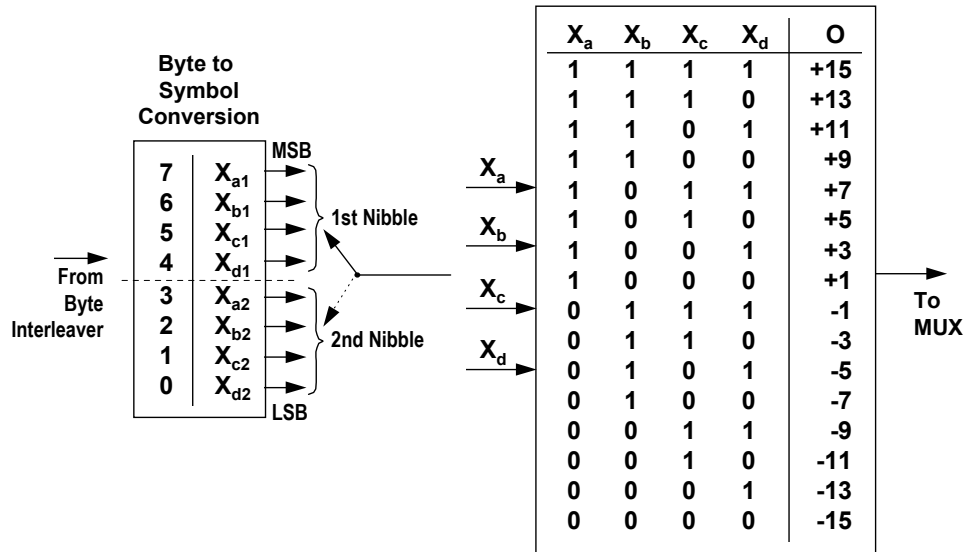 Byte to
Symbol
Conversion
MSB
7 Xa1
6 Xb1
5 Xc1
4 Xd1
3 Xa2
2 Xb2
1 Xc2
0 Xd2
LSB
1st Nibble
2nd Nibble
From
Byte
Interleaver
Xa
Xb
Xc
Xd
Xa Xb Xc Xd O
1 1 1 1 +15
1 1 1 0 +13
1 1 0 1 +11
1 1 0 0 +9
1 0 1 1 +7
1 0 1 0 +5
1 0 0 1 +3
1 0 0 0 +1
0 1 1 1 -1
0 1 1 0 -3
0 1 0 1 -5
0 1 0 0 -7
0 0 1 1 -9
0 0 1 0 -11
0 0 0 1 -13
0 0 0 0 -15
To
MUX